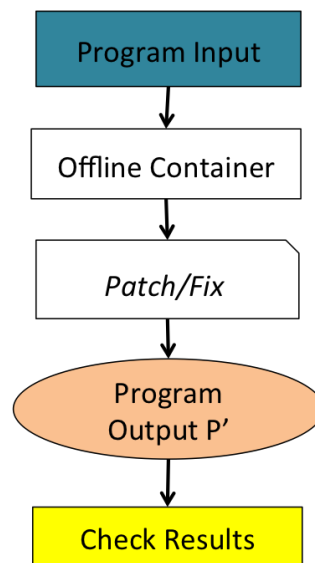 Program Input
Offline Container
Patch/Fix
Program
Output P’
Check Results